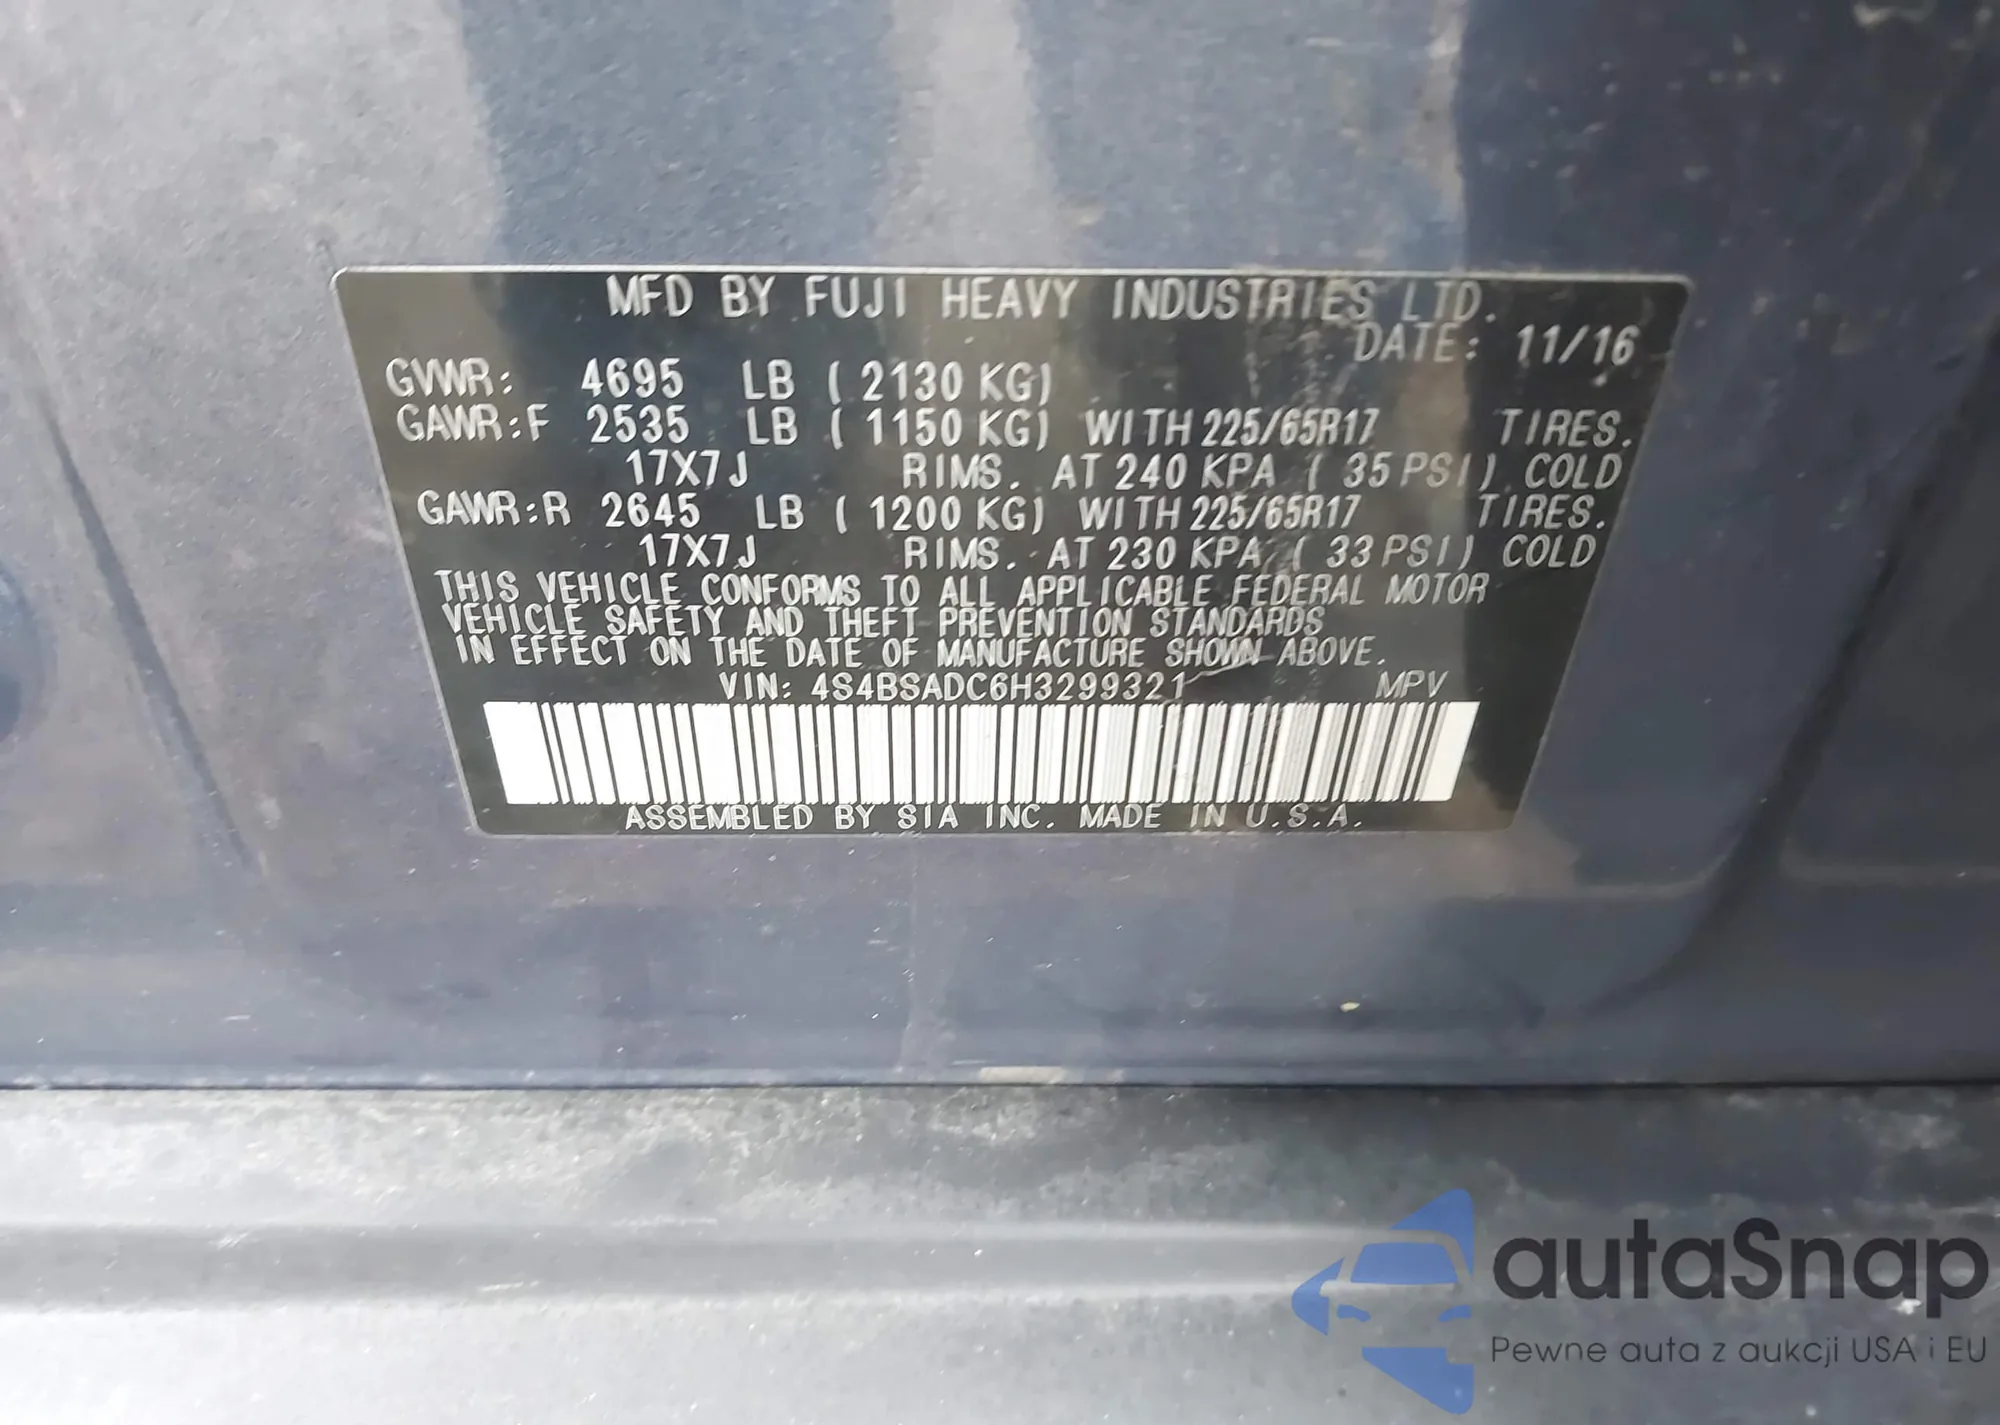 MFD BY FUJI HEAVY INDUSTRIES LTD.
DATE: 11/16
GVWR: 4695 LB ( 2130 KG)
GAWR:F 2535 LB ( 1150 KG) WITH 225/65R17 TIRES.
17X7J RIMS. AT 240 KPA ( 35 PSI) COLD
GAWR:R 2645 LB ( 1200 KG) WITH 225/65R17 TIRES.
17X7J RIMS. AT 230 KPA ( 33 PSI) COLD
THIS VEHICLE CONFORMS TO ALL APPLICABLE FEDERAL MOTOR
VEHICLE SAFETY AND THEFT PREVENTION STANDARDS
IN EFFECT ON THE DATE OF MANUFACTURE SHOWN ABOVE.
VIN: 4S4BSADC6H3299321 MPV
ASSEMBLED BY SIA INC. MADE IN U.S.A.
autaSnap
Pewne auta z aukcji USA i EU